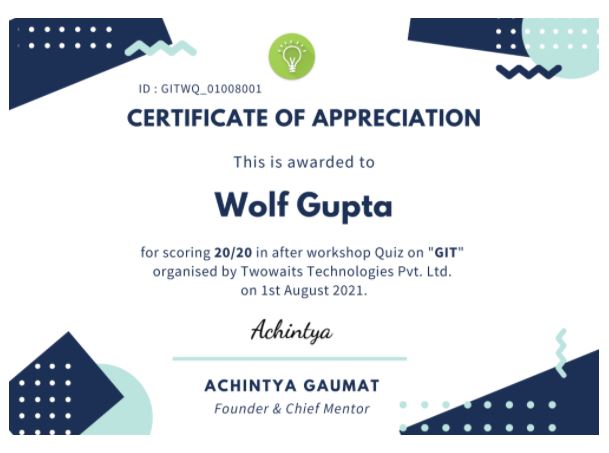 ID : GITWQ_01008001
CERTIFICATE OF APPRECIATION
This is awarded to
Wolf Gupta
for scoring 20/20 in after workshop Quiz on "GIT"
organised by Twowaits Technologies Pvt. Ltd.
on 1st August 2021.
Achintya
ACHINTYA GAUMAT
Founder & Chief Mentor